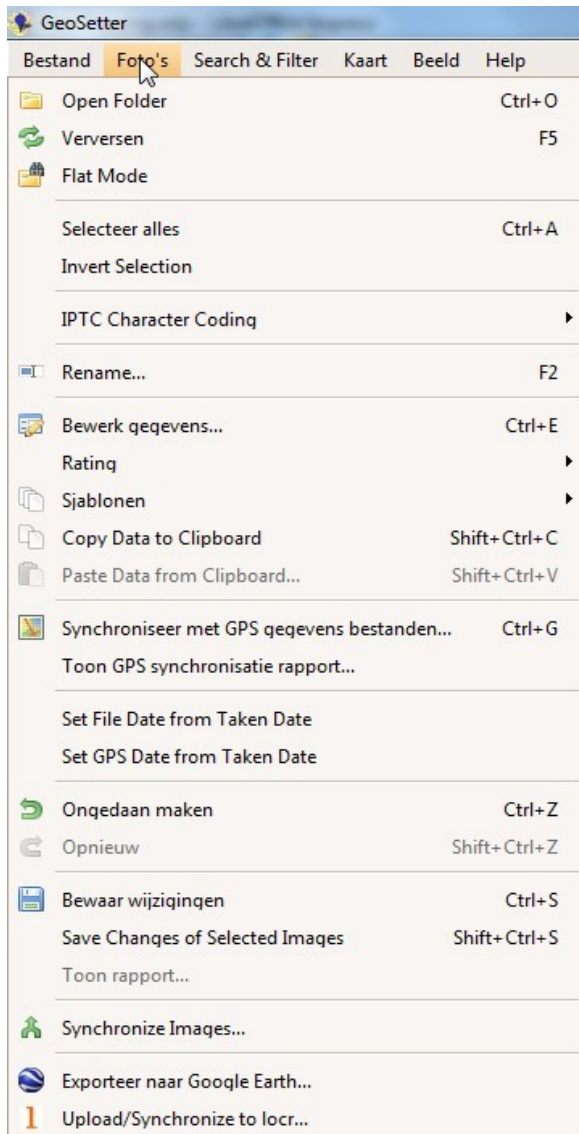 GeoSetter
Bestand Foto's Search & Filter Kaart Beeld Help
Open Folder Ctrl+O
Verversen F5
Flat Mode
Selecteer alles Ctrl+A
Invert Selection
IPTC Character Coding
Rename... F2
Bewerk gegevens... Ctrl+E
Rating
Sjablonen
Copy Data to Clipboard Shift+Ctrl+C
Paste Data from Clipboard... Shift+Ctrl+V
Synchroniseer met GPS gegevens bestanden... Ctrl+G
Toon GPS synchronisatie rapport...
Set File Date from Taken Date
Set GPS Date from Taken Date
Ongedaan maken Ctrl+Z
Opnieuw Shift+Ctrl+Z
Bewaar wijzigingen Ctrl+S
Save Changes of Selected Images Shift+Ctrl+S
Toon rapport...
Synchronize Images...
Exporteer naar Google Earth...
Upload/Synchronize to locr...